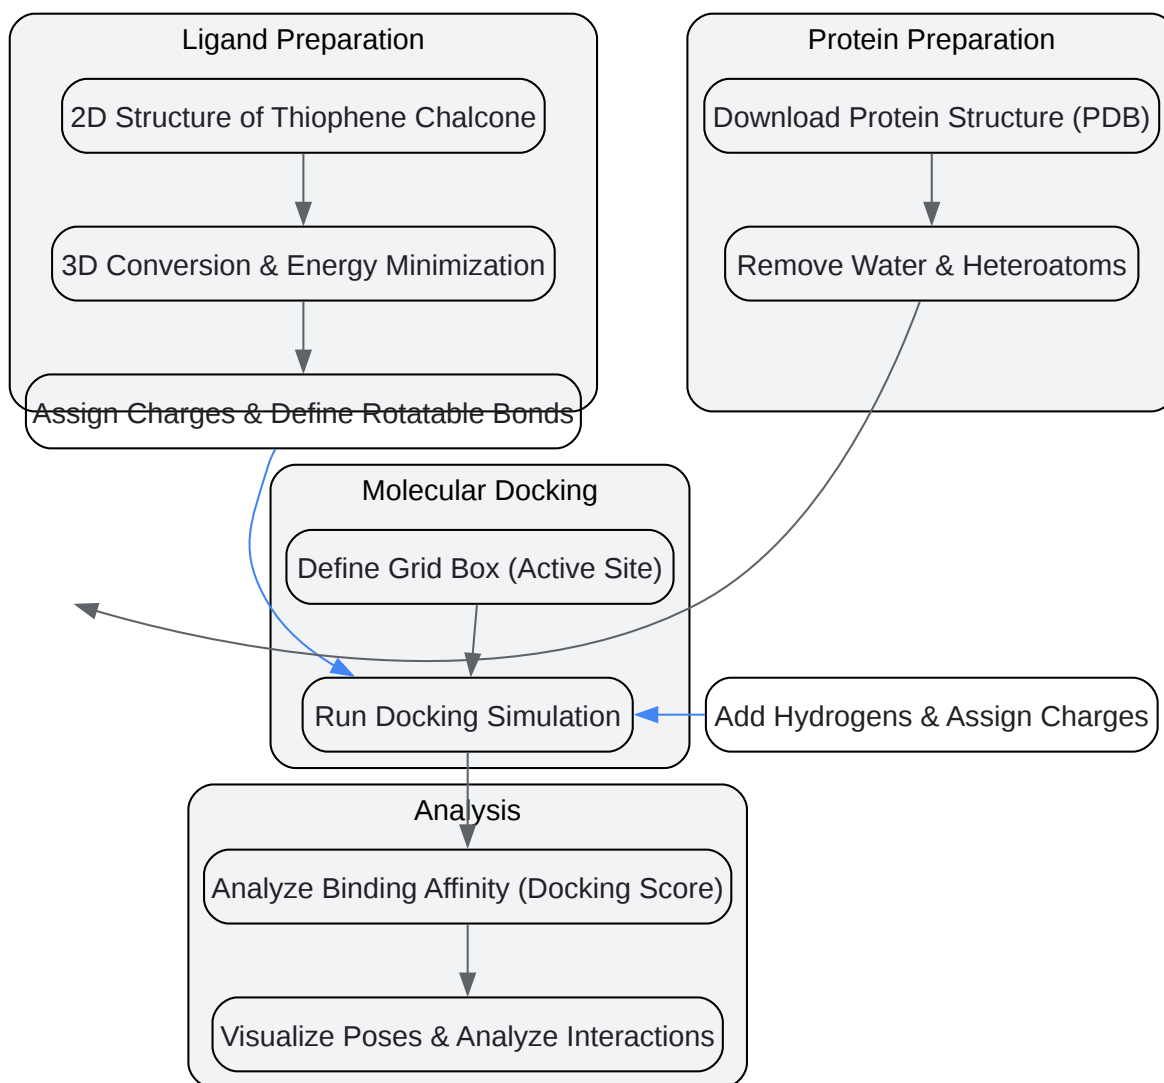 Ligand Preparation
2D Structure of Thiophene Chalcone
3D Conversion & Energy Minimization
Assign Charges & Define Rotatable Bonds
Protein Preparation
Download Protein Structure (PDB)
Remove Water & Heteroatoms
Molecular Docking
Define Grid Box (Active Site)
Run Docking Simulation
Add Hydrogens & Assign Charges
Analysis
Analyze Binding Affinity (Docking Score)
Visualize Poses & Analyze Interactions